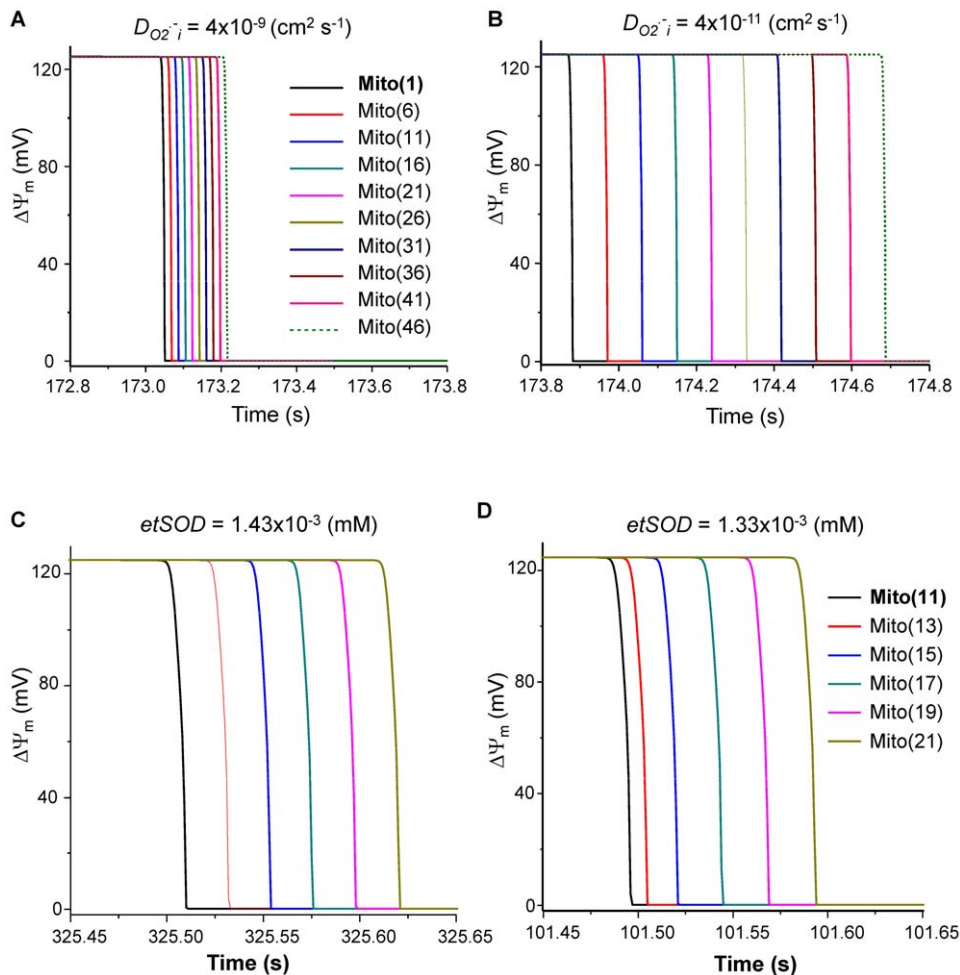 A
D_O2·-_i = 4x10⁻⁹ (cm² s⁻¹)
ΔΨ_m (mV)
120
80
40
0
172.8 173.0 173.2 173.4 173.6 173.8
Time (s)
Mito(1)
Mito(6)
Mito(11)
Mito(16)
Mito(21)
Mito(26)
Mito(31)
Mito(36)
Mito(41)
Mito(46)
B
D_O2·-_i = 4x10⁻¹¹ (cm² s⁻¹)
ΔΨ_m (mV)
120
80
40
0
173.8 174.0 174.2 174.4 174.6 174.8
Time (s)
C
etSOD = 1.43x10⁻³ (mM)
ΔΨ_m (mV)
120
80
40
0
325.45 325.50 325.55 325.60 325.65
Time (s)
D
etSOD = 1.33x10⁻³ (mM)
ΔΨ_m (mV)
120
80
40
0
101.45 101.50 101.55 101.60 101.65
Time (s)
Mito(11)
Mito(13)
Mito(15)
Mito(17)
Mito(19)
Mito(21)